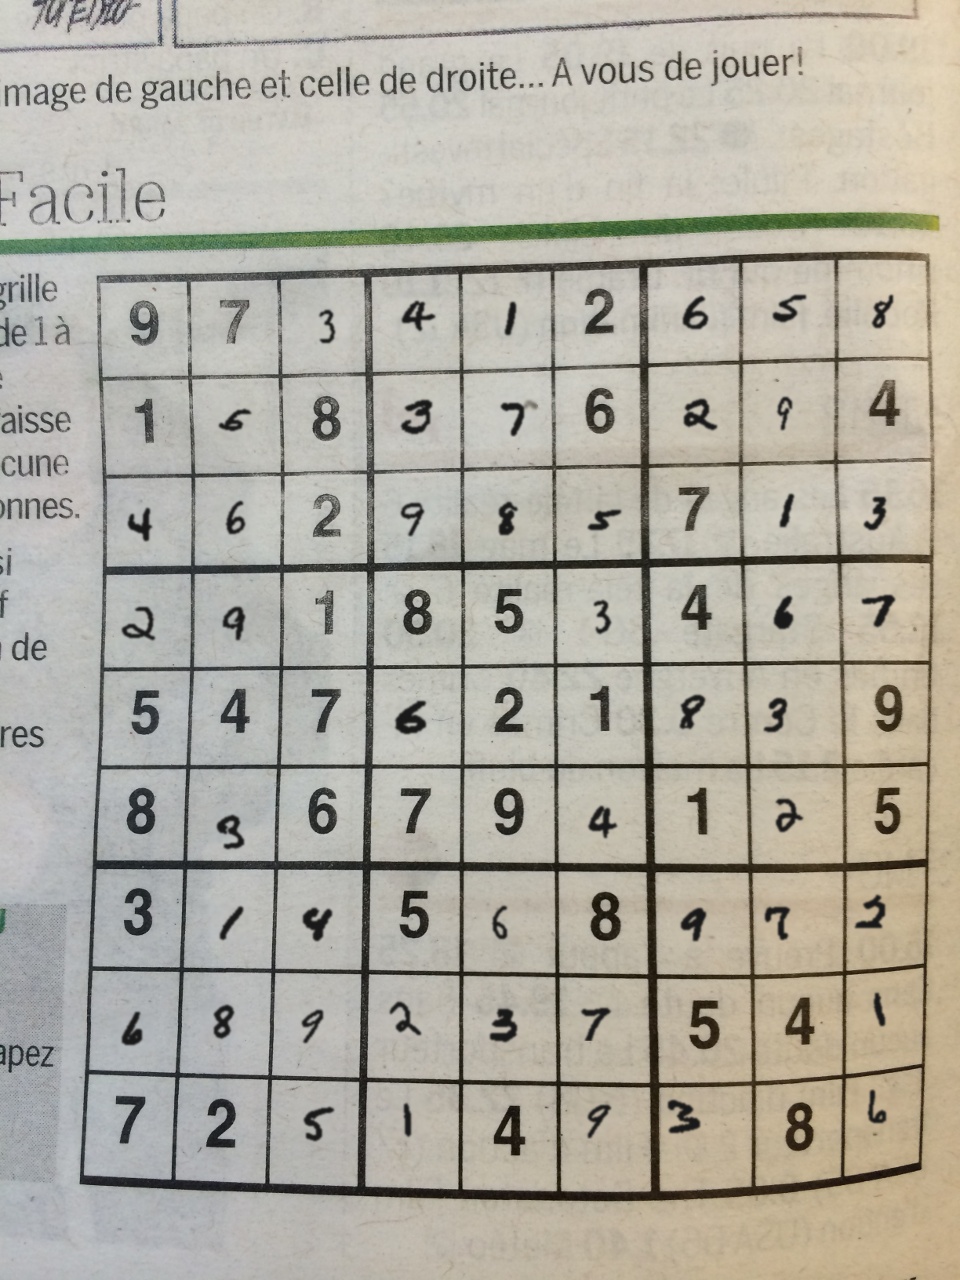 image de gauche et celle de droite... A vous de jouer!
Facile
grille
de 1 à
aisse
cune
onnes.
si
f
de
res
apez
9 7 3 4 1 2 6 5 8
1 5 8 3 7 6 2 9 4
4 6 2 9 8 5 7 1 3
2 9 1 8 5 3 4 6 7
5 4 7 6 2 1 8 3 9
8 3 6 7 9 4 1 2 5
3 1 4 5 6 8 9 7 2
6 8 9 2 3 7 5 4 1
7 2 5 1 4 9 3 8 6